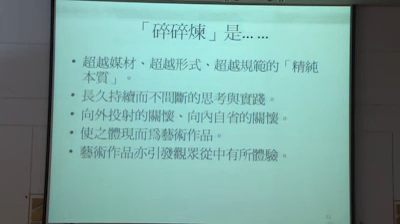 「碎碎煉」是……
• 超越媒材、超越形式、超越規範的「精純
本質」。
• 長久持續而不間斷的思考與實踐。
• 向外投射的關懷、向內自省的關懷。
• 使之體現而為藝術作品。
• 藝術作品亦引發觀眾從中有所體驗。